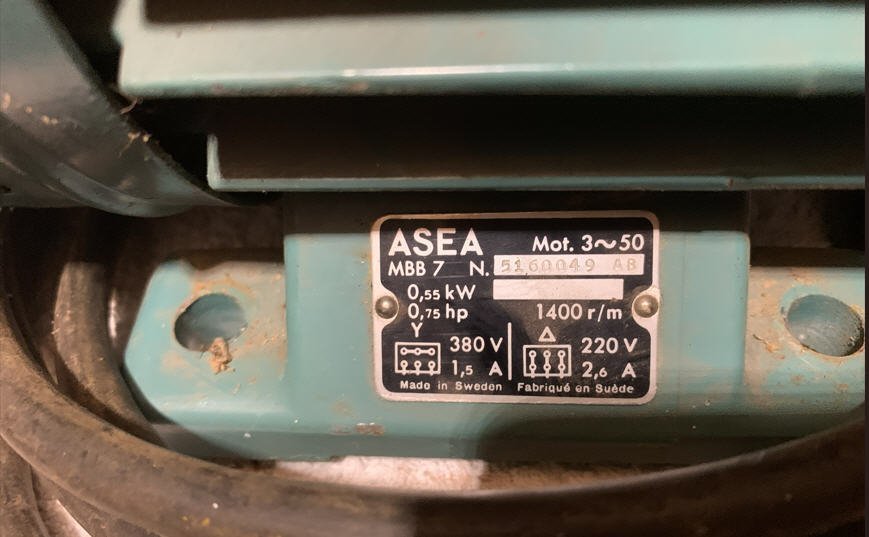 ASEA Mot. 3~50
MBB 7 N. 5160049 AB
0,55 kW
0,75 hp 1400 r/m
Y Δ
380 V 220 V
1,5 A 2,6 A
Made in Sweden Fabriqué en Suède